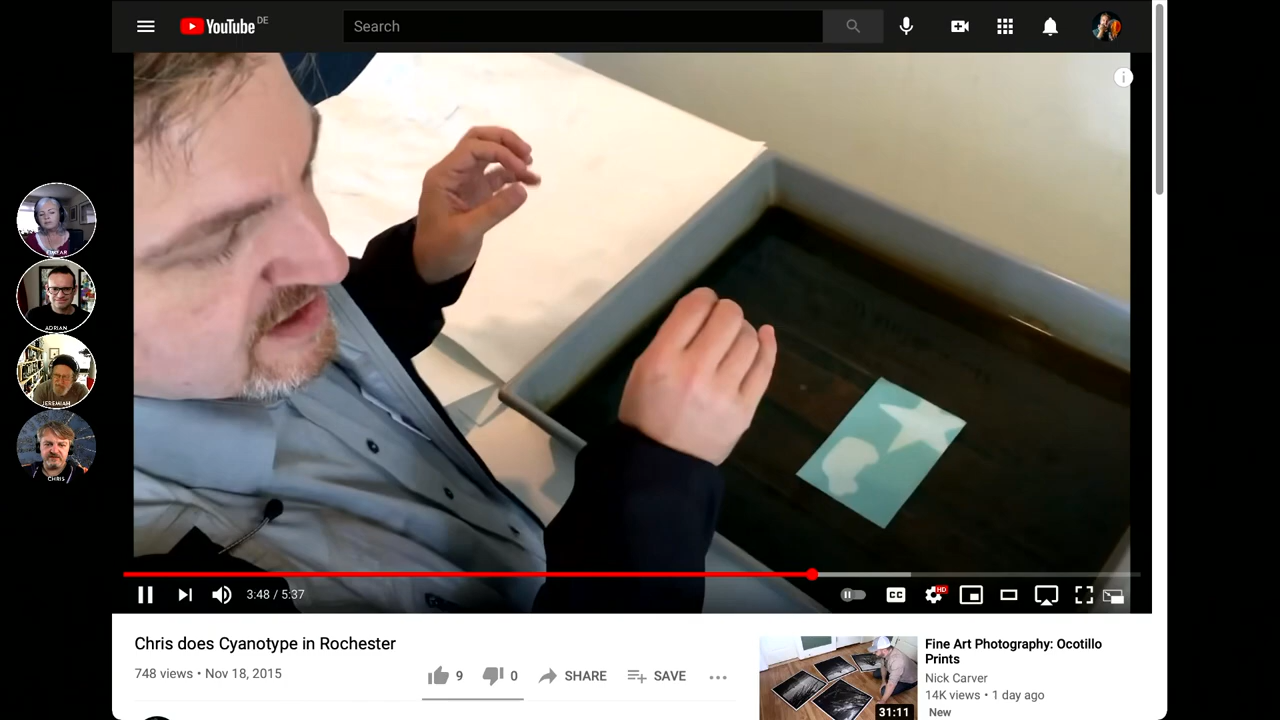 YouTube DE
Search
ADRIAN
JEREMIAH
CHRIS
3:48 / 5:37
CC
HD
Chris does Cyanotype in Rochester
748 views • Nov 18, 2015
9
0
SHARE
SAVE
31:11
Fine Art Photography: Ocotillo
Prints
Nick Carver
14K views • 1 day ago
New